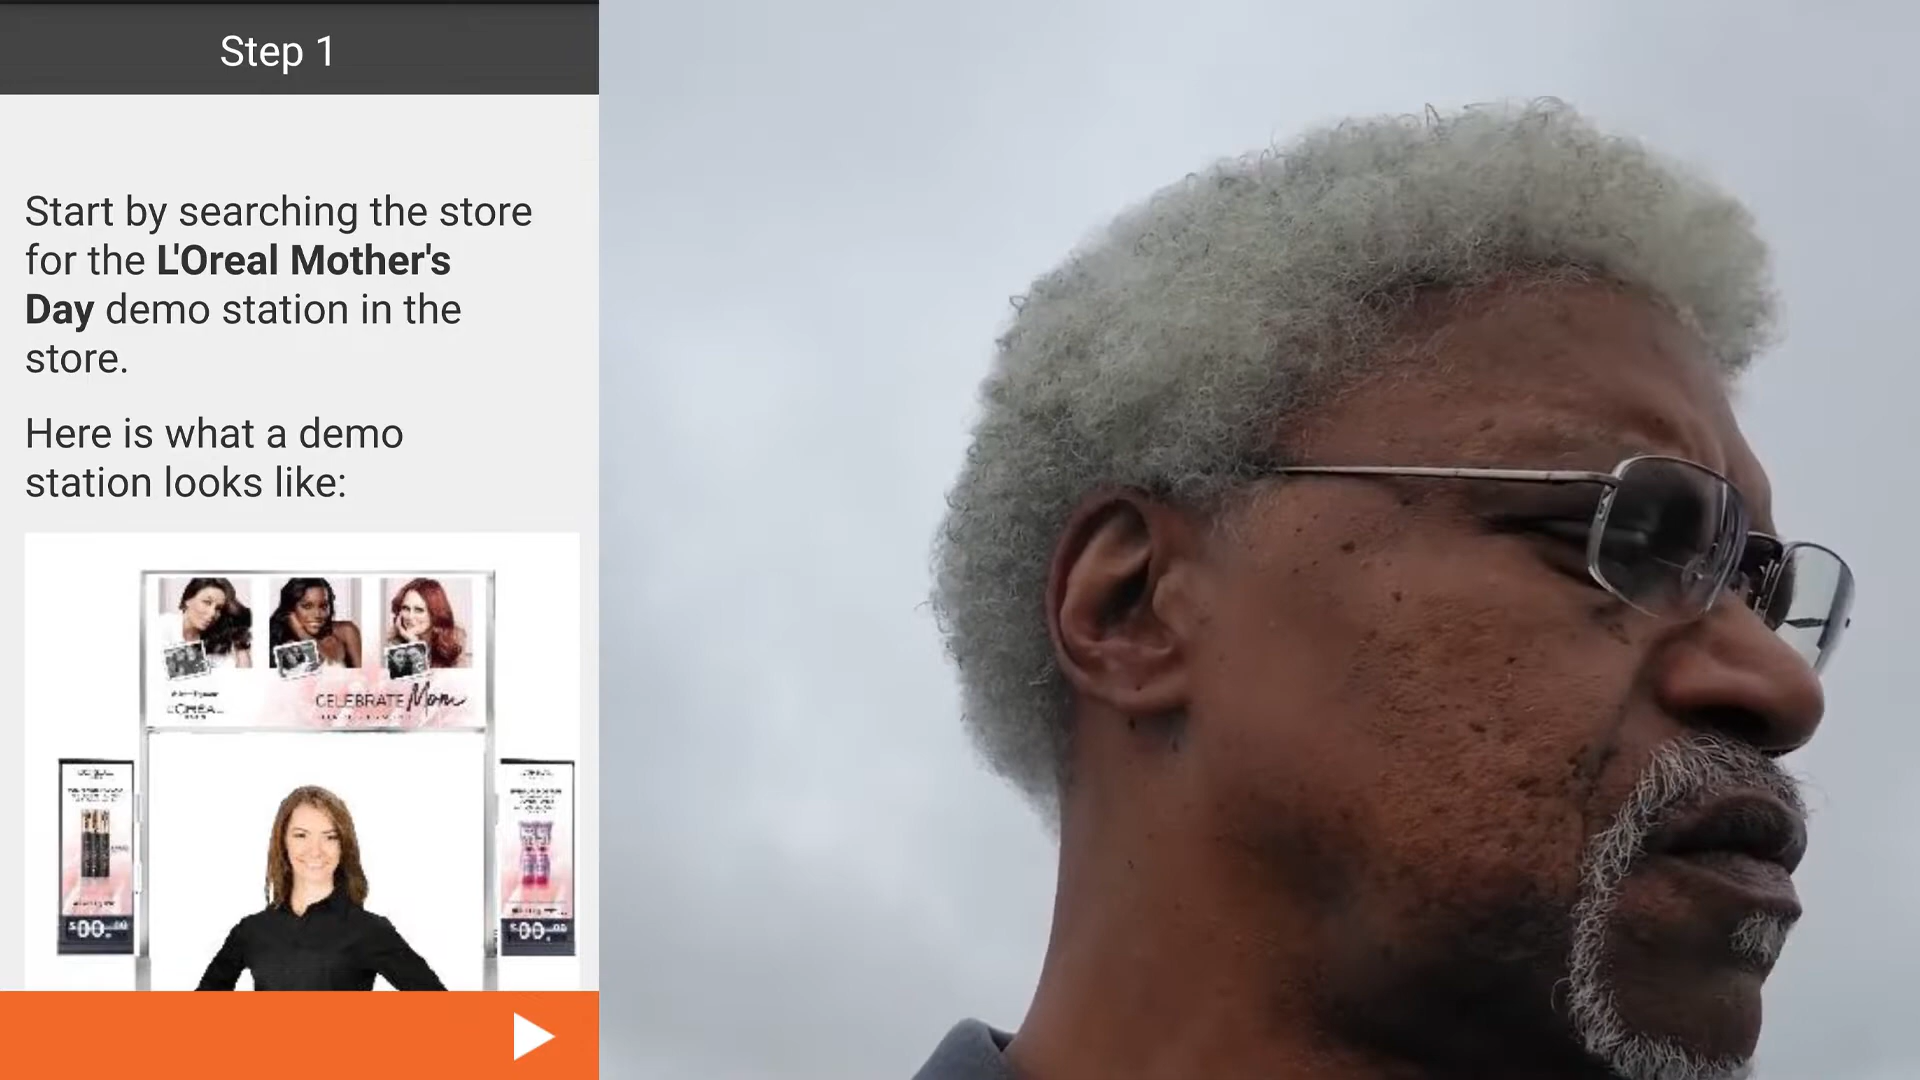 Step 1
Start by searching the store
for the L'Oreal Mother's
Day demo station in the
store.
Here is what a demo
station looks like:
CELEBRATE Mom
L'ORÉAL
$00.00
$00.00